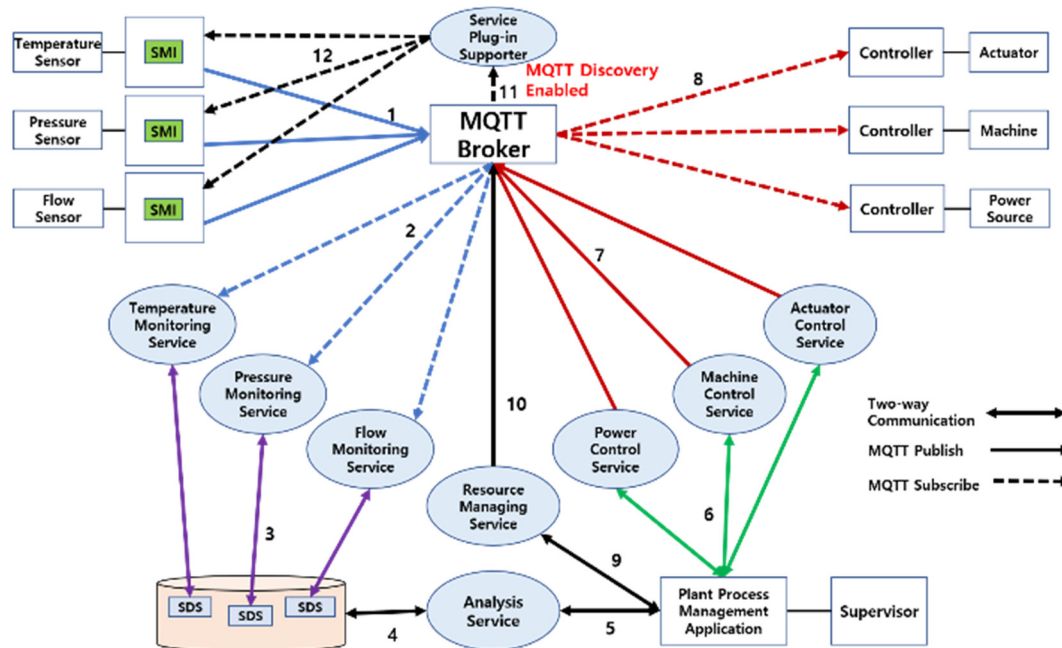 Temperature
Sensor
SMI
12
Service
Plug-in
Supporter
11
MQTT Discovery
Enabled
8
Controller
Actuator
Pressure
Sensor
SMI
1
MQTT
Broker
Controller
Machine
Flow
Sensor
SMI
Controller
Power
Source
2
7
Temperature
Monitoring
Service
Actuator
Control
Service
Pressure
Monitoring
Service
Machine
Control
Service
10
Flow
Monitoring
Service
Power
Control
Service
Two-way
Communication
MQTT Publish
MQTT Subscribe
Resource
Managing
Service
3
6
9
SDS
SDS
SDS
4
Analysis
Service
5
Plant Process
Management
Application
Supervisor